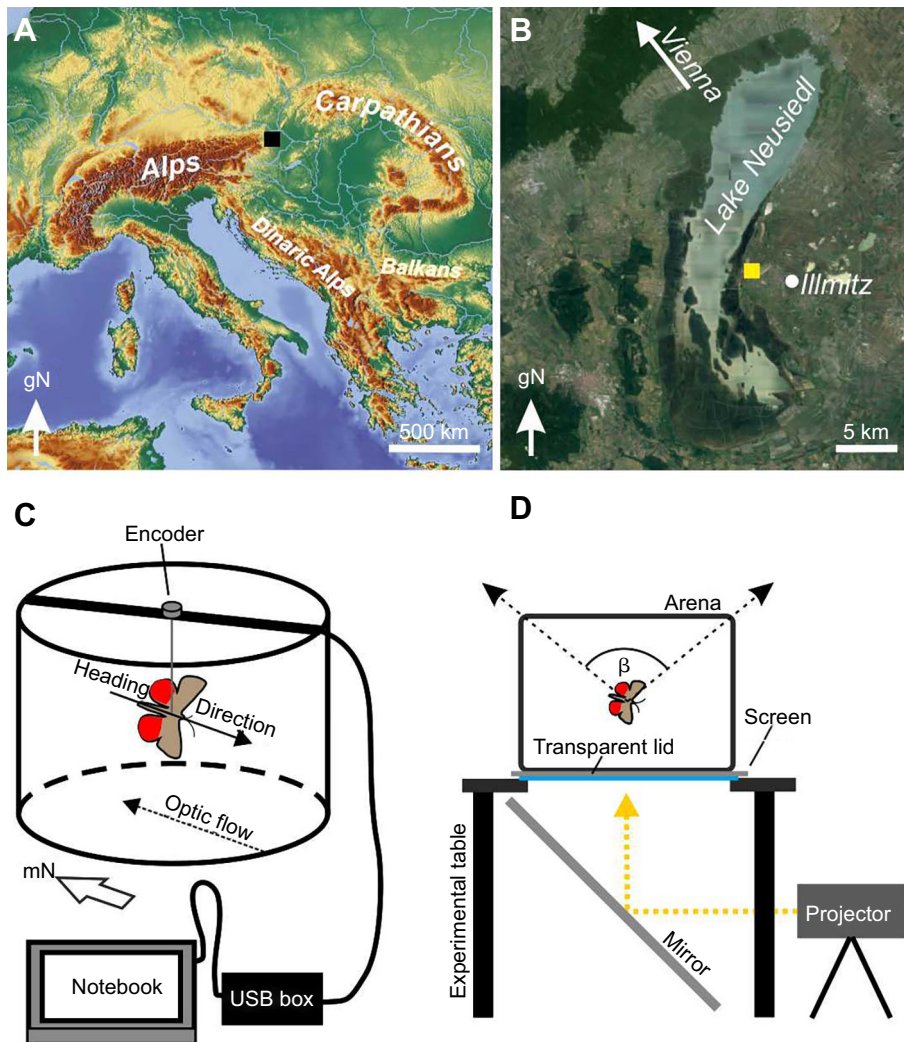 A
Carpathians
Alps
Dinaric Alps
Balkans
gN
500 km
B
Vienna
Lake Neusiedl
Illmitz
gN
5 km
C
Encoder
Heading
Direction
Optic flow
mN
Notebook
USB box
D
Arena
β
Screen
Transparent lid
Experimental table
Mirror
Projector